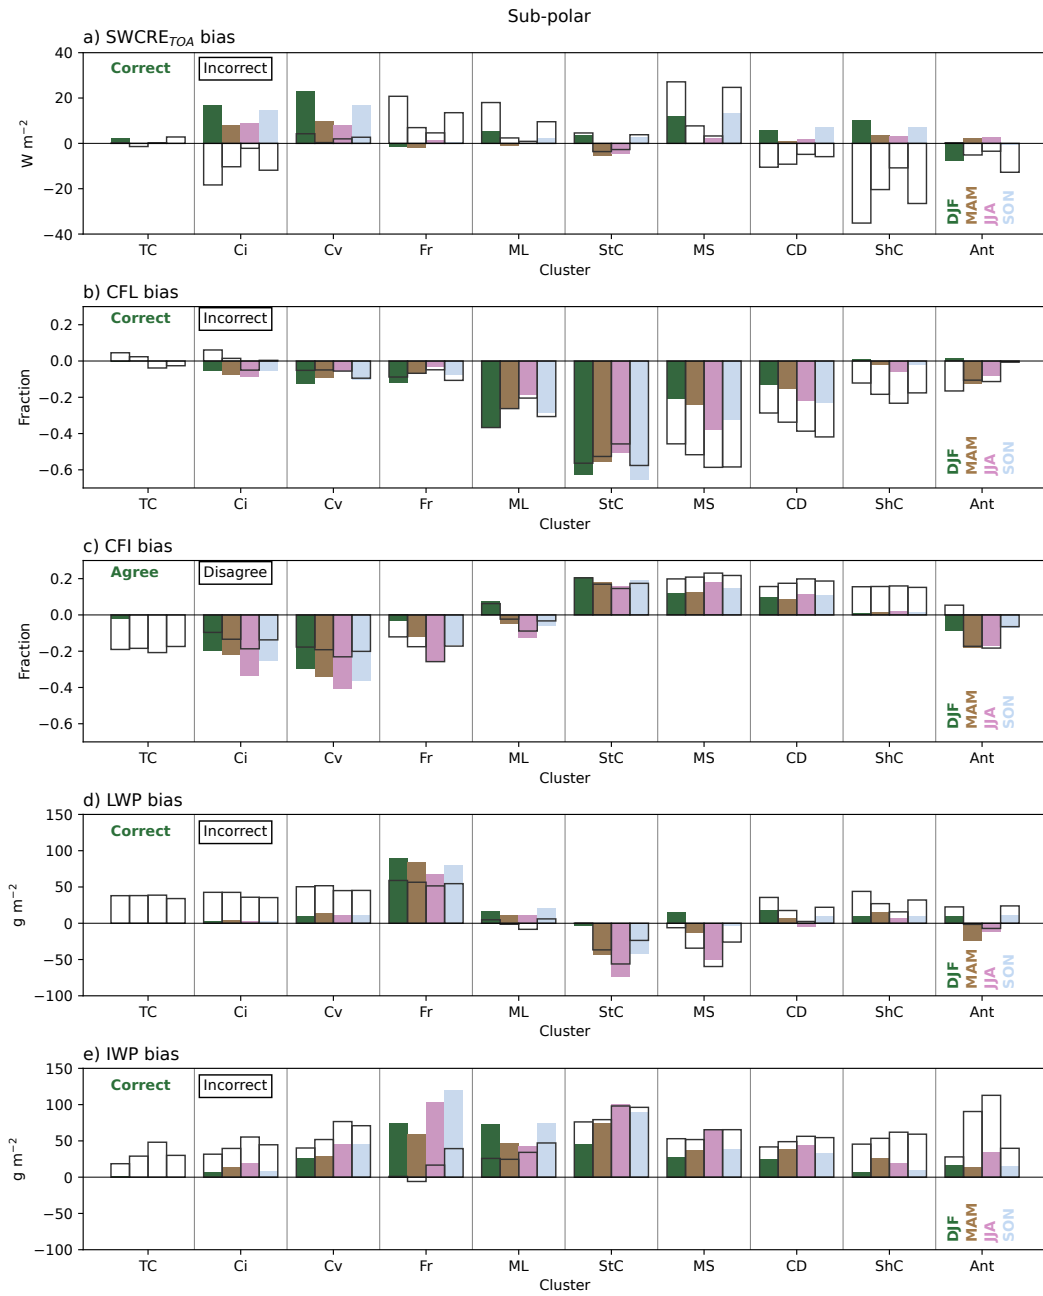 Sub-polar
a) SWCRE_TOA bias
Correct Incorrect
40
20
0
−20
−40
W m⁻²
DJF
MAM
JJA
SON
TC Ci Cv Fr ML StC MS CD ShC Ant
Cluster
b) CFL bias
Correct Incorrect
0.2
0.0
−0.2
−0.4
−0.6
Fraction
DJF
MAM
JJA
SON
TC Ci Cv Fr ML StC MS CD ShC Ant
Cluster
c) CFI bias
Agree Disagree
0.2
0.0
−0.2
−0.4
−0.6
Fraction
DJF
MAM
JJA
SON
TC Ci Cv Fr ML StC MS CD ShC Ant
Cluster
d) LWP bias
Correct Incorrect
150
100
50
0
−50
−100
g m⁻²
DJF
MAM
JJA
SON
TC Ci Cv Fr ML StC MS CD ShC Ant
Cluster
e) IWP bias
Correct Incorrect
150
100
50
0
−50
−100
g m⁻²
DJF
MAM
JJA
SON
TC Ci Cv Fr ML StC MS CD ShC Ant
Cluster